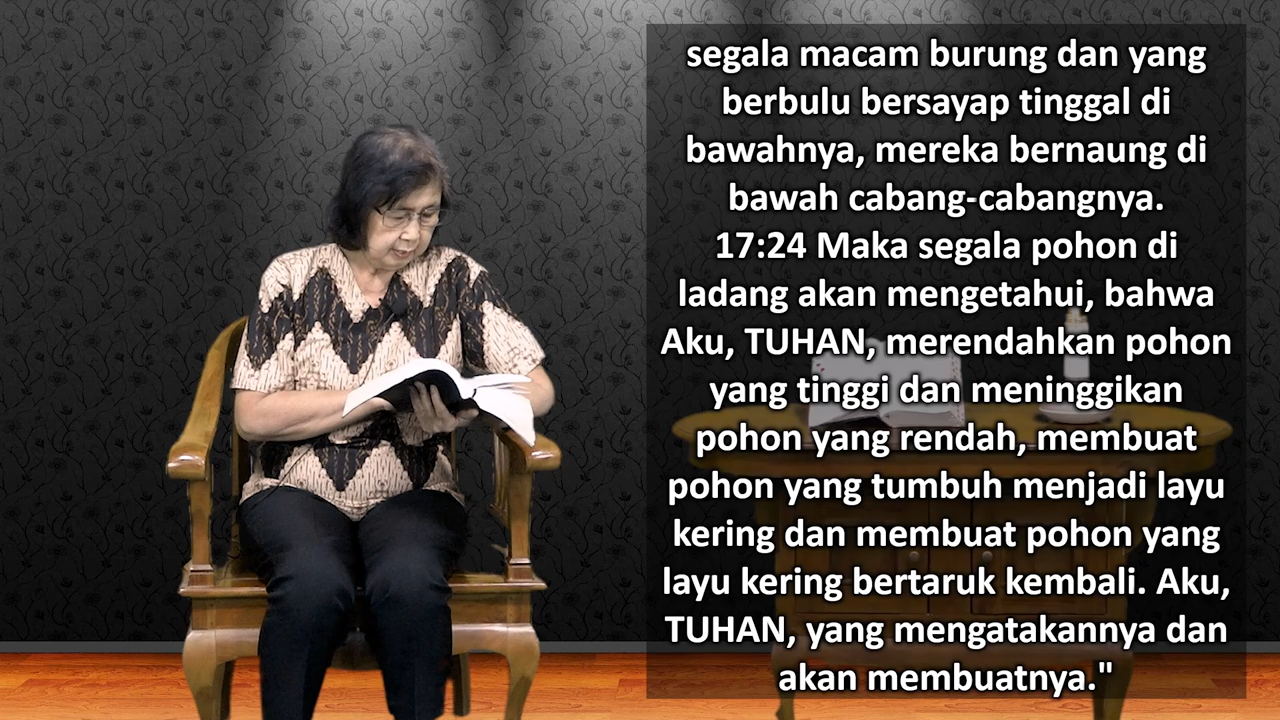 segala macam burung dan yang
berbulu bersayap tinggal di
bawahnya, mereka bernaung di
bawah cabang-cabangnya.
17:24 Maka segala pohon di
ladang akan mengetahui, bahwa
Aku, TUHAN, merendahkan pohon
yang tinggi dan meninggikan
pohon yang rendah, membuat
pohon yang tumbuh menjadi layu
kering dan membuat pohon yang
layu kering bertaruk kembali. Aku,
TUHAN, yang mengatakannya dan
akan membuatnya."